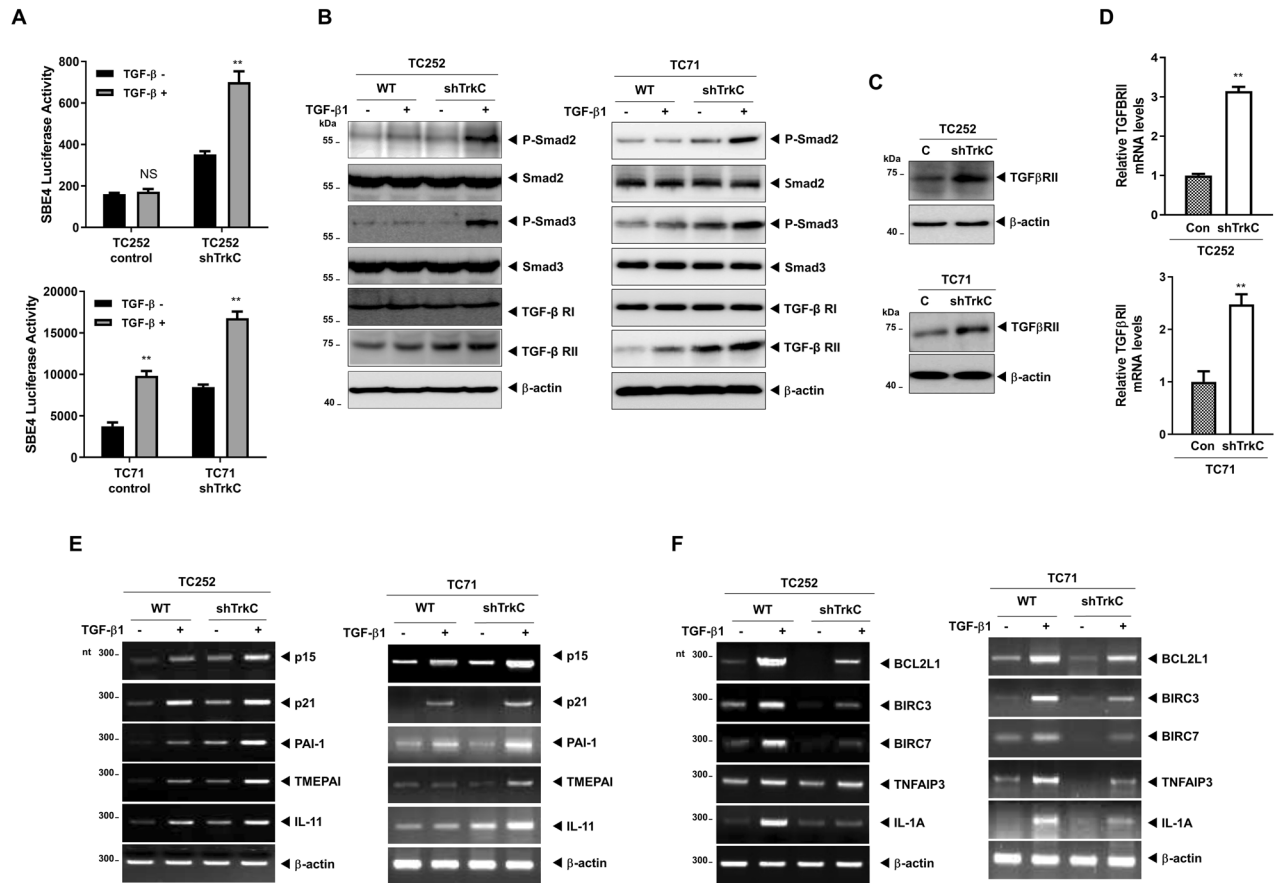 A
SBE4 Luciferase Activity
800
600
400
200
0
TGF-β -
TGF-β +
NS
**
TC252
control
TC252
shTrkC
SBE4 Luciferase Activity
20000
15000
10000
5000
0
TGF-β -
TGF-β +
**
**
TC71
control
TC71
shTrkC
B
TC252
WT shTrkC
TGF-β1 - + - +
kDa
55 P-Smad2
55 Smad2
55 P-Smad3
55 Smad3
55 TGF-β RI
75 TGF-β RII
40 β-actin
TC71
WT shTrkC
TGF-β1 - + - +
P-Smad2
Smad2
P-Smad3
Smad3
TGF-β RI
TGF-β RII
β-actin
C
TC252
kDa C shTrkC
75 TGFβRII
40 β-actin
TC71
kDa C shTrkC
75 TGFβRII
40 β-actin
D
Relative TGFBRII
mRNA levels
4
3
2
1
0
**
Con shTrkC
TC252
Relative TGFβRII
mRNA levels
3
2
1
0
**
Con shTrkC
TC71
E
TC252
WT shTrkC
TGF-β1 - + - +
nt 300 p15
300 p21
300 PAI-1
300 TMEPAI
300 IL-11
300 β-actin
TC71
WT shTrkC
TGF-β1 - + - +
p15
p21
PAI-1
TMEPAI
IL-11
β-actin
F
TC252
WT shTrkC
TGF-β1 - + - +
nt 300 BCL2L1
300 BIRC3
300 BIRC7
300 TNFAIP3
300 IL-1A
300 β-actin
TC71
WT shTrkC
TGF-β1 - + - +
BCL2L1
BIRC3
BIRC7
TNFAIP3
IL-1A
β-actin